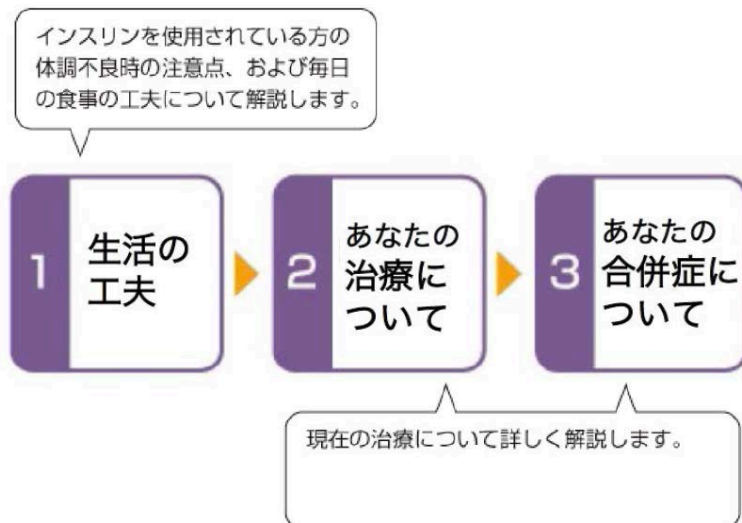 インスリンを使用されている方の
体調不良時の注意点、および毎日
の食事の工夫について解説します。
1
生活の
工夫
2
あなたの
治療に
ついて
3
あなたの
合併症に
ついて
現在の治療について詳しく解説します。